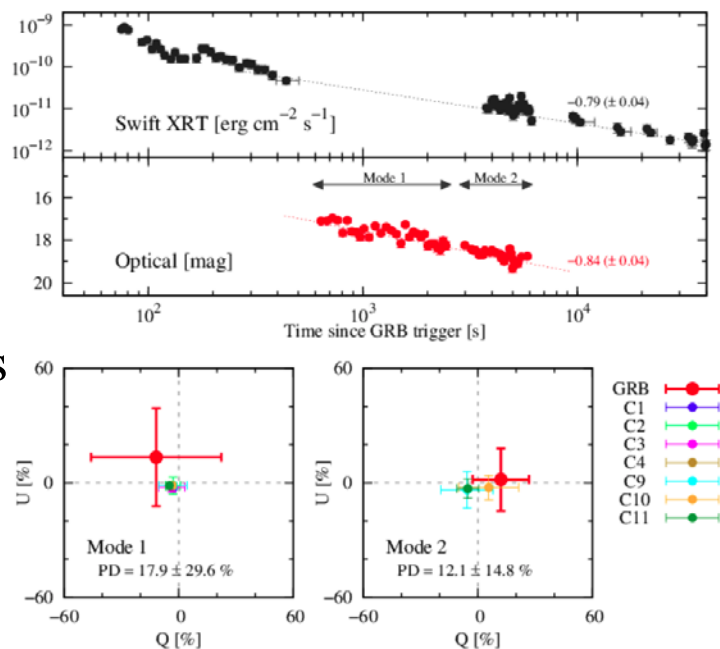 10⁻⁹
10⁻¹⁰
10⁻¹¹
10⁻¹²
−0.79 (± 0.04)
Swift XRT [erg cm⁻² s⁻¹]
16
18
20
Mode 1
Mode 2
Optical [mag]
−0.84 (± 0.04)
10²
10³
10⁴
Time since GRB trigger [s]
S
60
0
−60
U [%]
Mode 1
PD = 17.9 ± 29.6 %
−60
0
60
Q [%]
60
0
−60
U [%]
Mode 2
PD = 12.1 ± 14.8 %
−60
0
60
Q [%]
GRB
C1
C2
C3
C4
C9
C10
C11